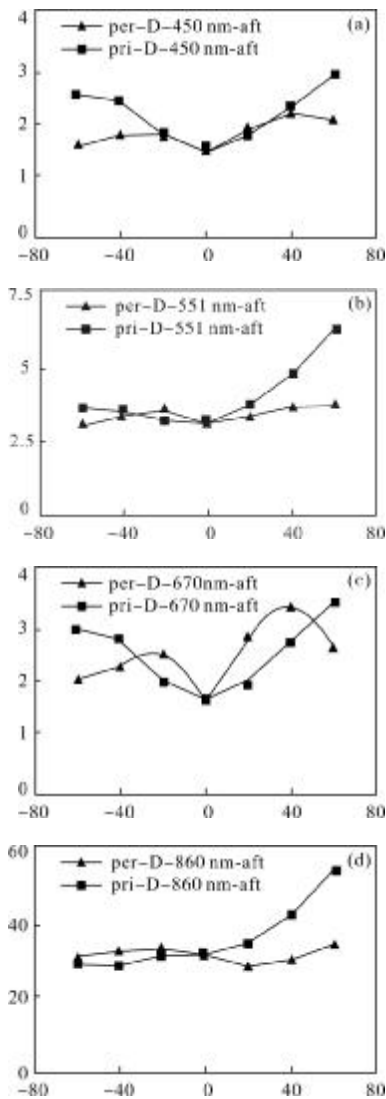 4
per-D-450 nm-aft (a)
pri-D-450 nm-aft
3
2
1
0
-80 -40 0 40 80
7.5
per-D-551 nm-aft (b)
pri-D-551 nm-aft
5
2.5
0
-80 -40 0 40 80
4
per-D-670nm-aft (c)
pri-D-670 nm-aft
3
2
1
0
-80 -40 0 40 80
60
per-D-860 nm-aft (d)
pri-D-860 nm-aft
40
20
0
-80 -40 0 40 80